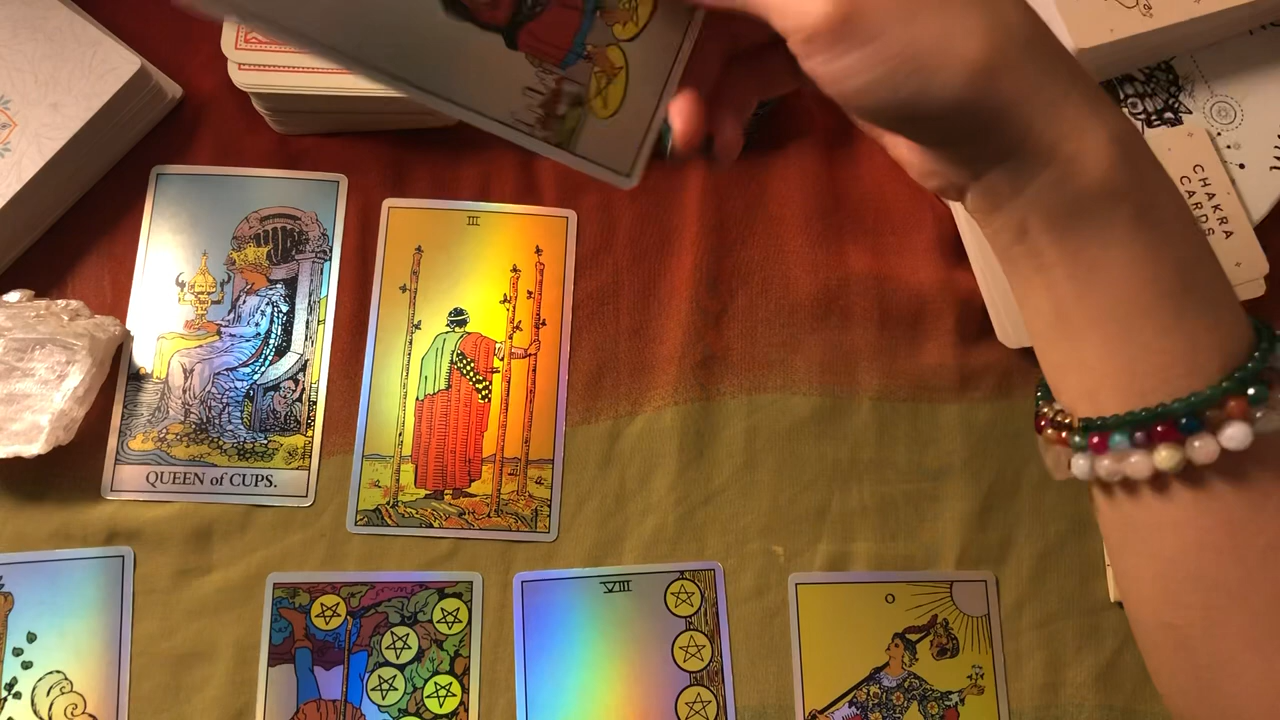 QUEEN of CUPS.
III
CHAKRA
CARDS
VIII
0